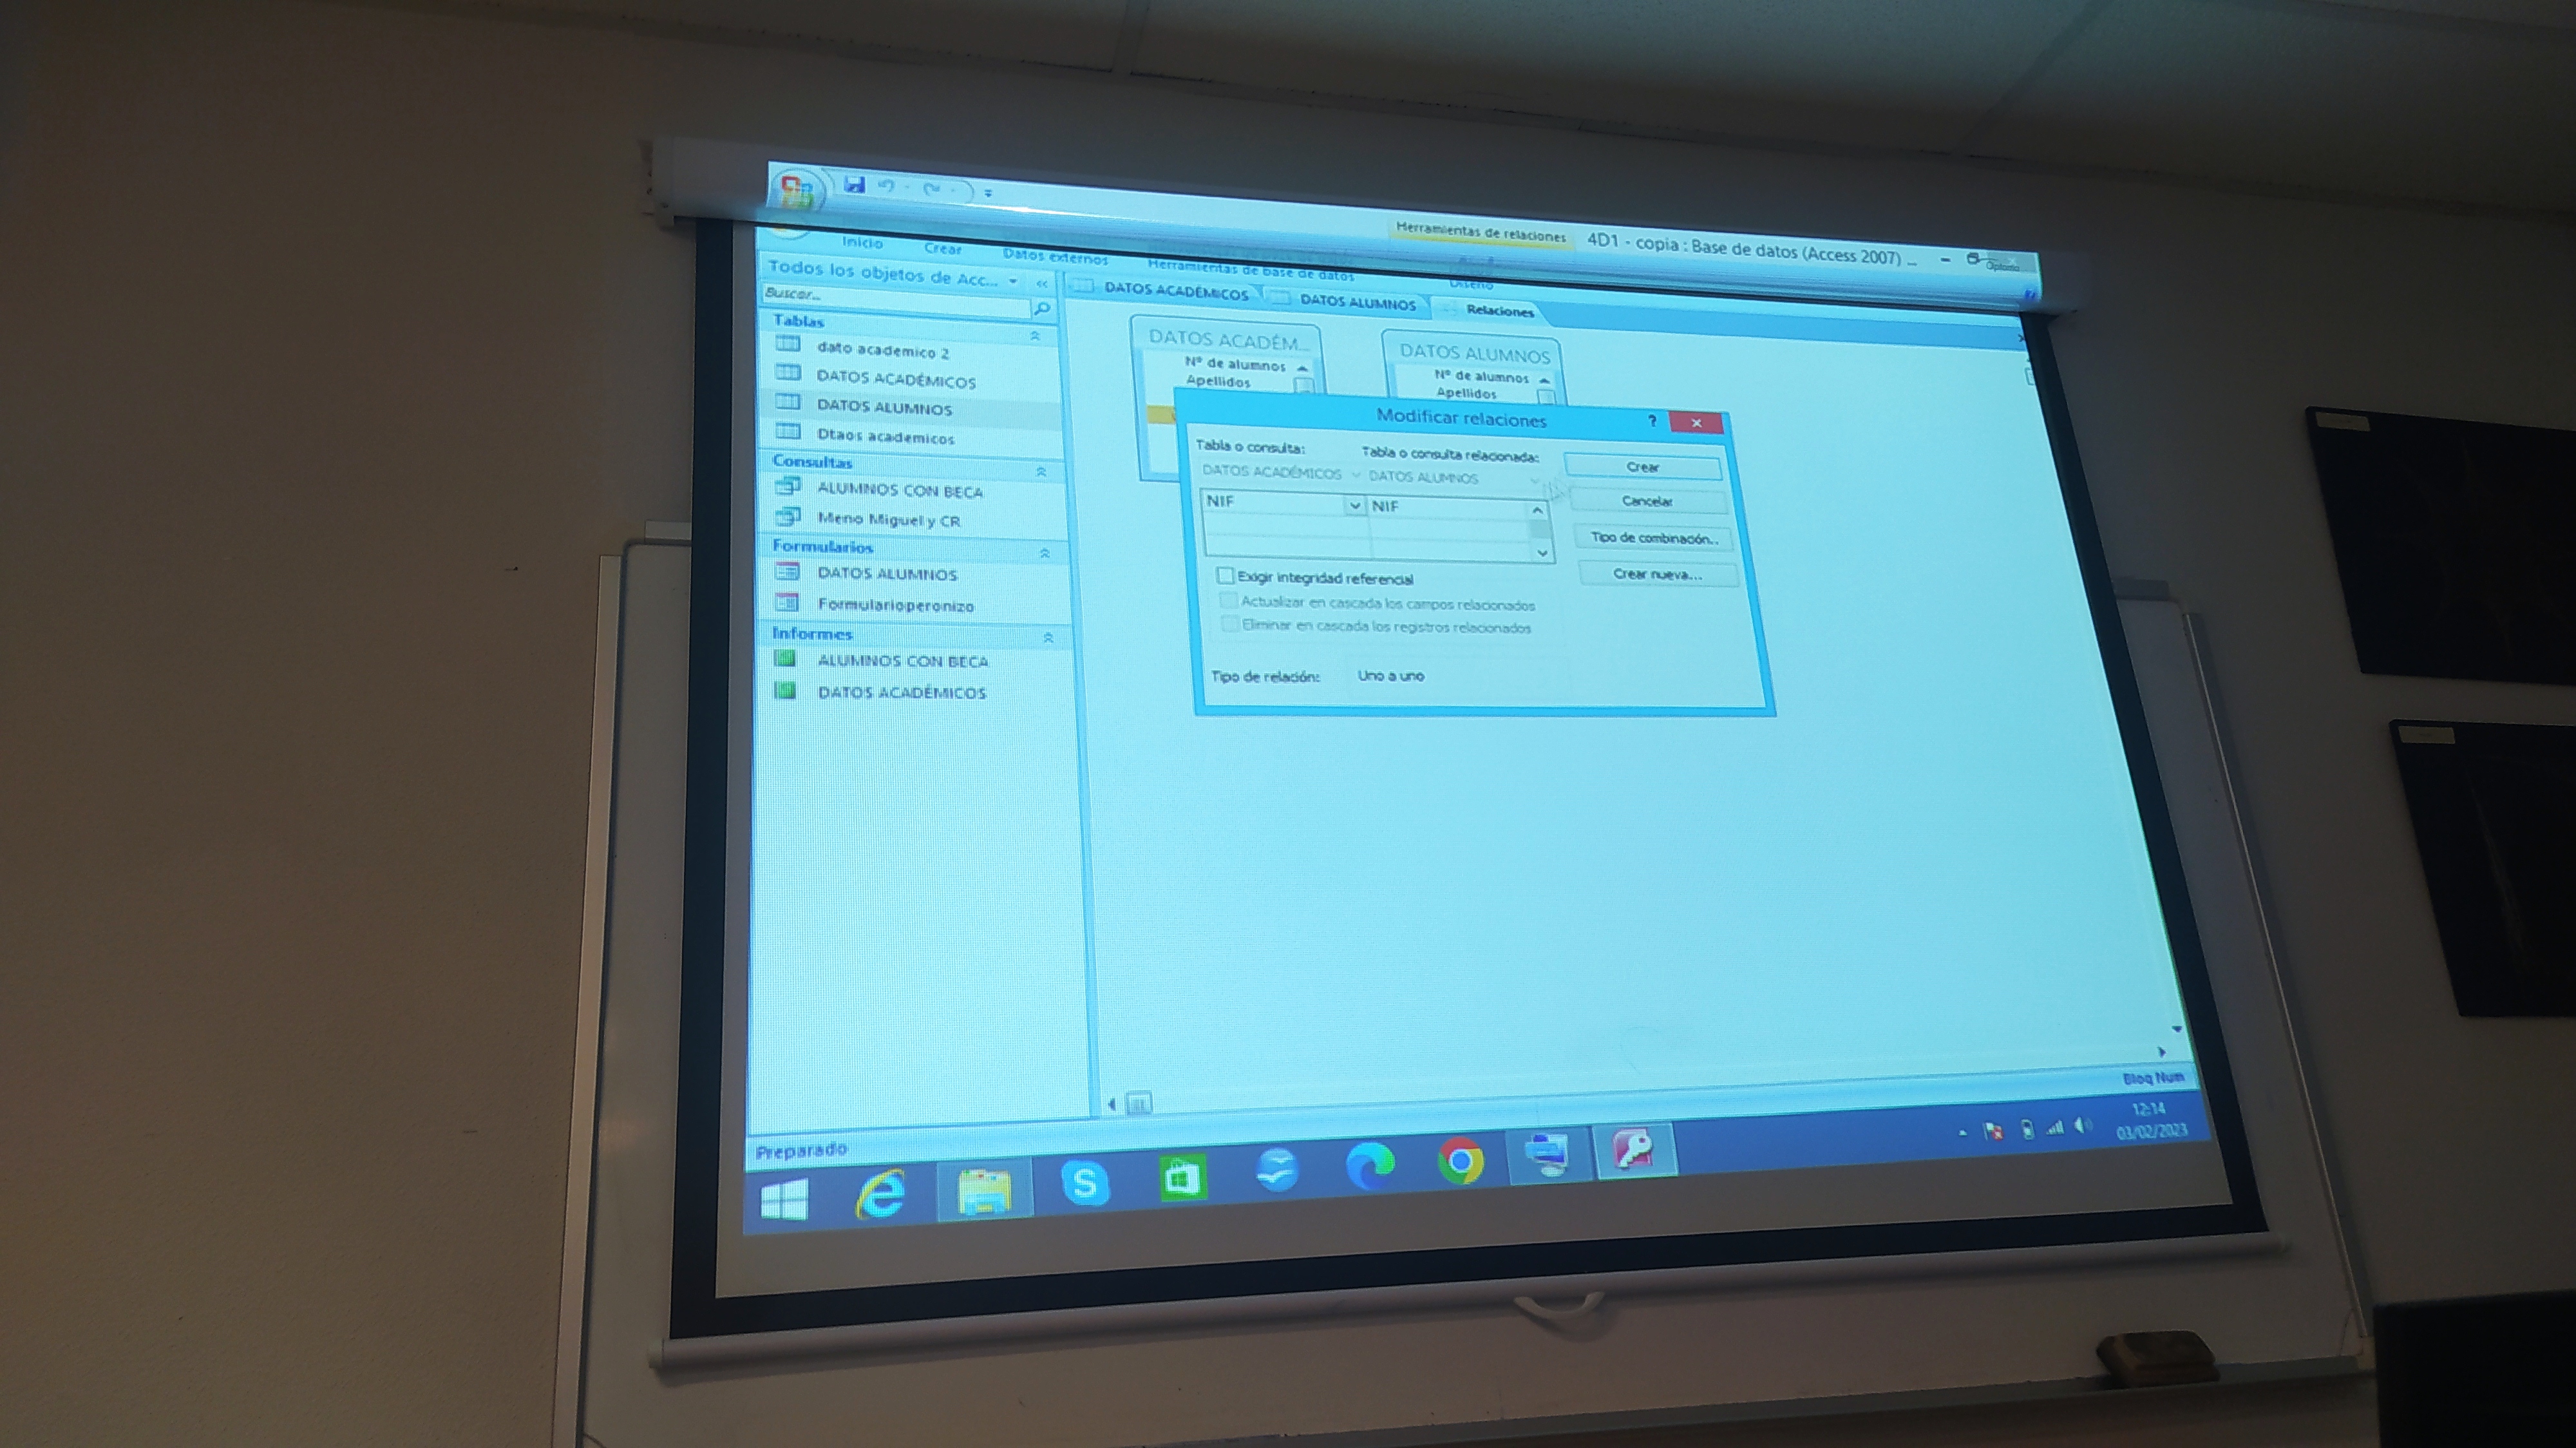 Herramientas de relaciones
4D1 - copia : Base de datos (Access 2007) ...
Optoma
Inicio
Crear
Datos externos
Herramientas de base de datos
Diseño
Todos los objetos de Acc...
Buscar...
Tablas
dato academico 2
DATOS ACADÉMICOS
DATOS ALUMNOS
Dtaos academicos
Consultas
ALUMNOS CON BECA
Meno Miguel y CR
Formularios
DATOS ALUMNOS
Formularioperonizo
Informes
ALUMNOS CON BECA
DATOS ACADÉMICOS
DATOS ACADÉMICOS
DATOS ALUMNOS
Relaciones
DATOS ACADÉM...
Nº de alumnos
Apellidos
DATOS ALUMNOS
Nº de alumnos
Apellidos
Modificar relaciones
?
Tabla o consulta:
Tabla o consulta relacionada:
DATOS ACADÉMICOS
DATOS ALUMNOS
NIF
NIF
Crear
Cancelar
Tipo de combinación..
Crear nueva...
Exigir integridad referencial
Actualizar en cascada los campos relacionados
Eliminar en cascada los registros relacionados
Tipo de relación:
Uno a uno
Preparado
Bloq Num
12:14
03/02/2023